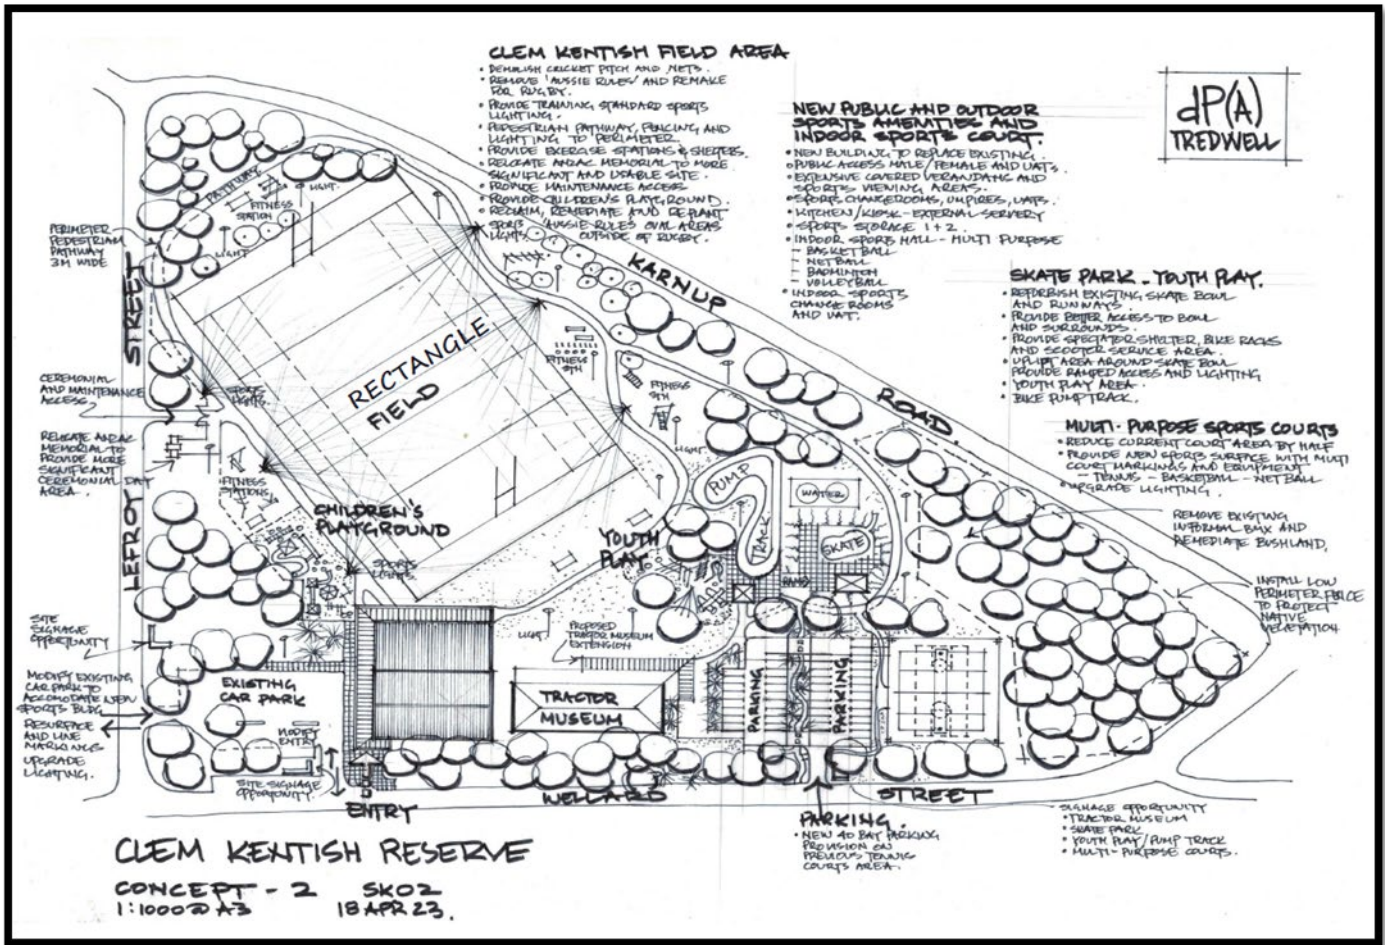 CLEM KENTISH FIELD AREA
• DEMOLISH CRICKET PITCH AND NETS.
• REMOVE 'AUSSIE RULES' AND REMAKE
FOR RUGBY.
• PROVIDE TRAINING STANDARD SPORTS
LIGHTING.
• PEDESTRIAN PATHWAY, FENCING AND
LIGHTING TO PERIMETER.
• PROVIDE EXERCISE STATIONS & SHELTERS.
• RELOCATE ANZAC MEMORIAL TO MORE
SIGNIFICANT AND USABLE SITE.
• PROVIDE MAINTENANCE ACCESS
• PROVIDE CHILDREN'S PLAYGROUND.
• RECLAIM, REMEDIATE AND REPLANT
'AUSSIE RULES' OVAL AREAS
OUTSIDE OF RUGBY.
SPORTS
LIGHTS
NEW PUBLIC AND OUTDOOR
SPORTS AMENITIES AND
INDOOR SPORTS COURT.
• NEW BUILDING TO REPLACE EXISTING.
• PUBLIC ACCESS MALE/FEMALE AND UATS.
• EXTENSIVE COVERED VERANDAHS AND
SPORTS VIEWING AREAS.
• SPORTS CHANGEROOMS, UMPIRES, UATS.
• KITCHEN/KIOSK - EXTERNAL SERVERY
• SPORTS STORAGE 1+2.
• INDOOR SPORTS HALL - MULTI PURPOSE
- BASKETBALL
- NETBALL
- BADMINTON
- VOLLEYBALL
• INDOOR SPORTS
CHANGE ROOMS
AND UAT.
dP(A)
TREDWELL
SKATE PARK - YOUTH PLAY.
• REFURBISH EXISTING SKATE BOWL
AND RUNWAYS.
• PROVIDE BETTER ACCESS TO BOWL
AND SURROUNDS.
• PROVIDE SPECTATOR SHELTER, BIKE RACKS
AND SCOOTER SERVICE AREA.
• UPLIFT AREA AROUND SKATE BOWL
PROVIDE RAMPED ACCESS AND LIGHTING
• YOUTH PLAY AREA.
• BIKE PUMP TRACK.
MULTI-PURPOSE SPORTS COURTS
• REDUCE CURRENT COURT AREA BY HALF
• PROVIDE NEW SPORTS SURFACE WITH MULTI
COURT MARKINGS AND EQUIPMENT
- TENNIS - BASKETBALL - NETBALL
• UPGRADE LIGHTING.
REMOVE EXISTING
INFORMAL BMX AND
REMEDIATE BUSHLAND.
INSTALL LOW
PERIMETER FENCE
TO PROTECT
NATIVE
VEGETATION
PERIMETER
PEDESTRIAN
PATHWAY
3M WIDE
PATHWAY
FITNESS
STATION
LIGHT.
LIGHT
KARNUP
ROAD.
STREET
LEFROY
CEREMONIAL
AND MAINTENANCE
ACCESS.
RELOCATE ANZAC
MEMORIAL TO
PROVIDE MORE
SIGNIFICANT
CEREMONIAL DAY
AREA.
SPORTS
LIGHTS.
RECTANGLE
FIELD
FITNESS
STH
FITNESS
STH
LIGHT.
FITNESS
STATIONS
CHILDREN'S
PLAYGROUND
SPORTS
LIGHTS.
YOUTH
PLAY
PUMP
TRACK
WATER
SKATE
RAMP
SITE
SIGNAGE
OPPORTUNITY
MODIFY EXISTING
CAR PARK TO
ACCOMODATE NEW
SPORTS BLDG
RESURFACE
AND LINE
MARKINGS
UPGRADE
LIGHTING.
EXISTING
CAR PARK
MODIFY
ENTRY
SITE SIGNAGE
OPPORTUNITY.
LIGHT
PROPOSED
TRACTOR MUSEUM
EXTENSION
TRACTOR
MUSEUM
PARKING
PARKING
ENTRY
WELLARD
STREET
PARKING.
• NEW 40 BAY PARKING
PROVISION ON
PREVIOUS TENNIS
COURTS AREA.
- SIGNAGE OPPORTUNITY
• TRACTOR MUSEUM
• SKATE PARK
• YOUTH PLAY/PUMP TRACK
• MULTI-PURPOSE COURTS.
CLEM KENTISH RESERVE
CONCEPT - 2 SK02
1:1000 @ A3 18 APR 23.